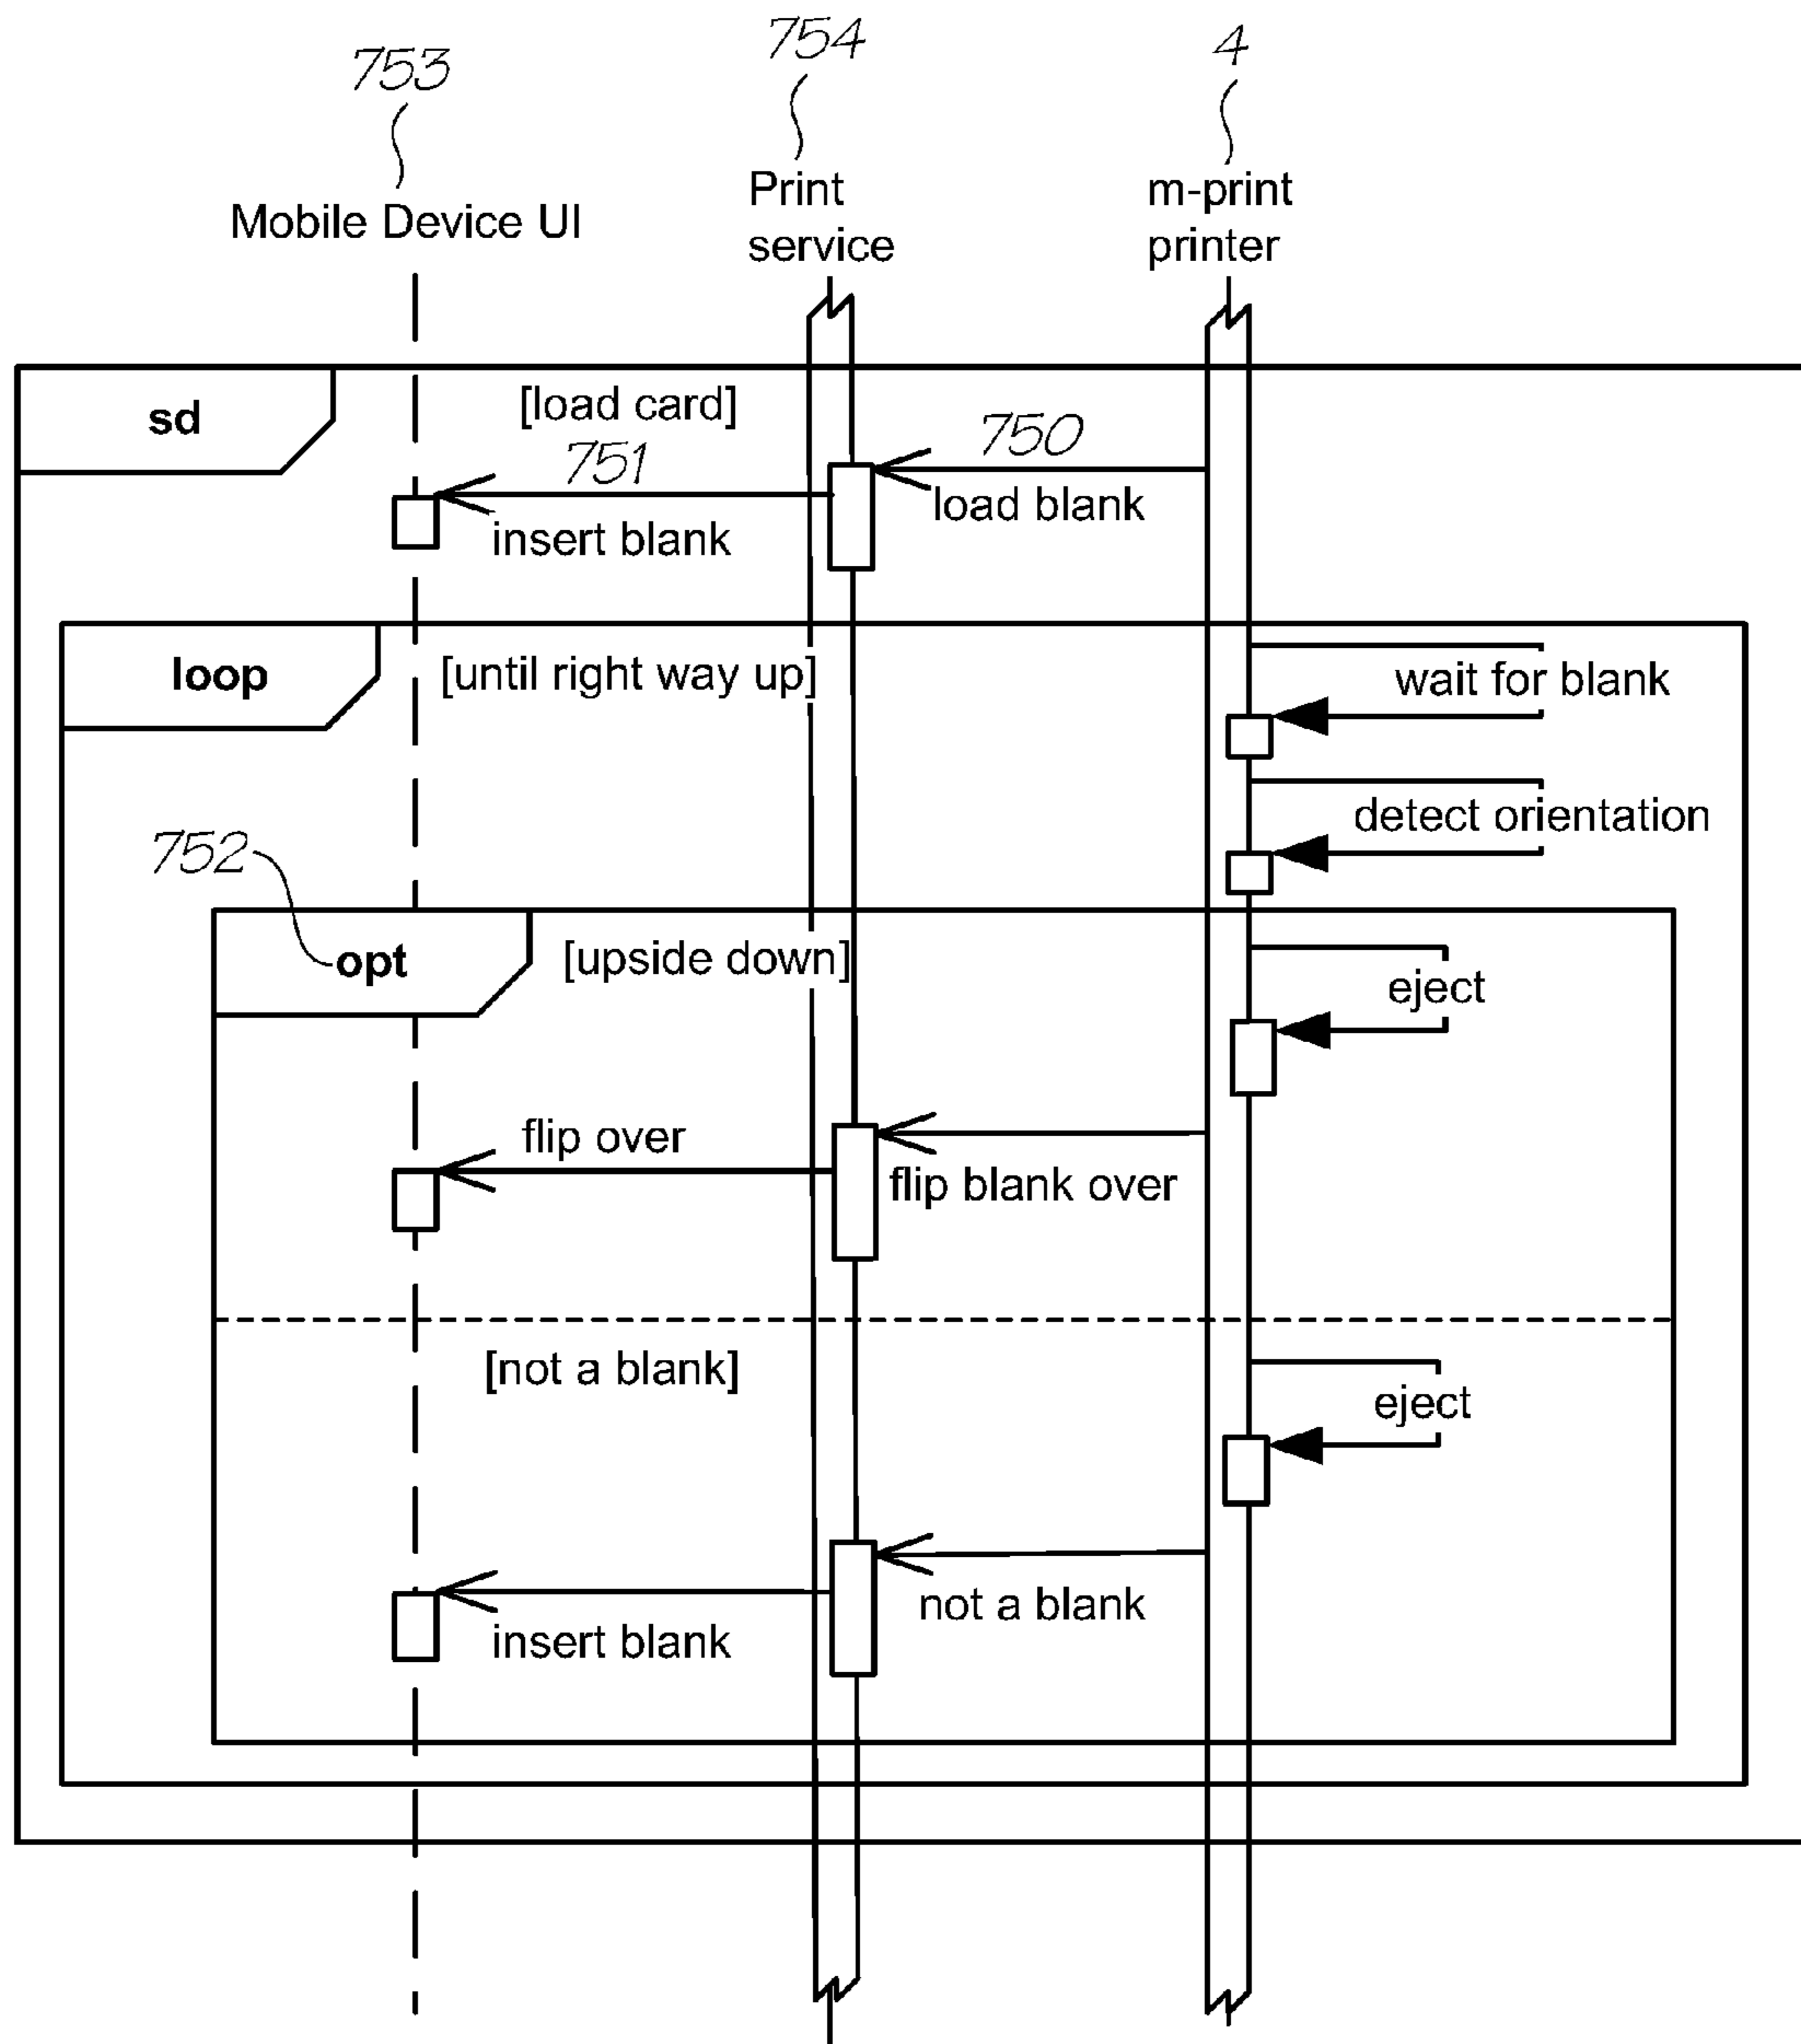 753
754
4
Mobile Device UI
Print
service
m-print
printer
sd
[load card]
750
751
load blank
insert blank
loop
[until right way up]
wait for blank
detect orientation
752
opt
[upside down]
eject
flip over
flip blank over
[not a blank]
eject
not a blank
insert blank